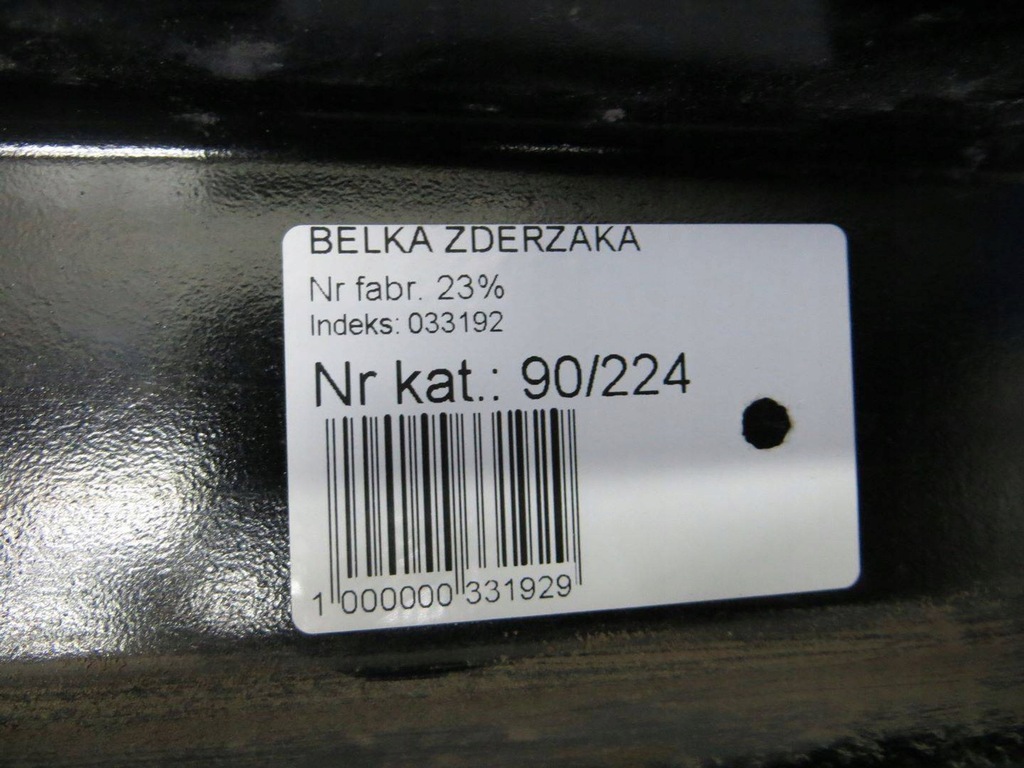 BELKA ZDERZAKA
Nr fabr. 23%
Indeks: 033192
Nr kat.: 90/224
1 000000 331929